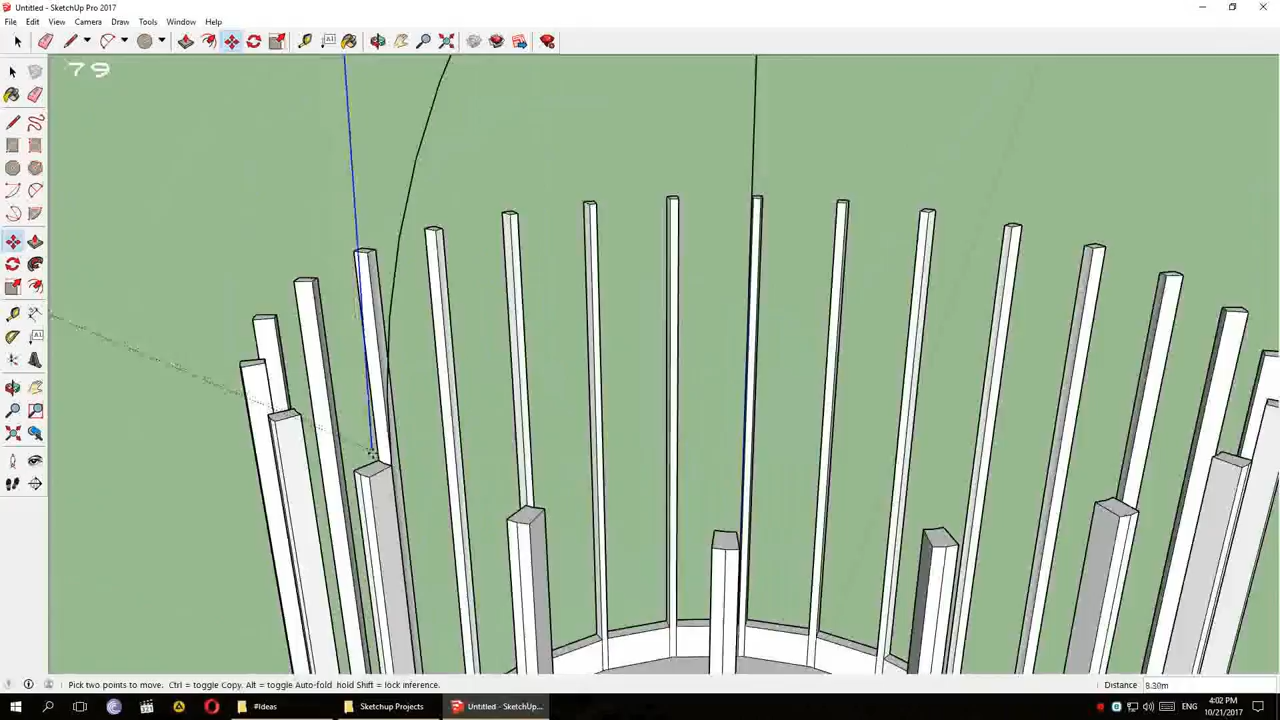 Untitled - SketchUp Pro 2017
File Edit View Camera Draw Tools Window Help
79
Pick two points to move. Ctrl = toggle Copy. Alt = toggle Auto-fold hold Shift = lock inference.
Distance 8.30m
#Ideas
Sketchup Projects
Untitled - SketchUp...
4:02 PM
10/21/2017